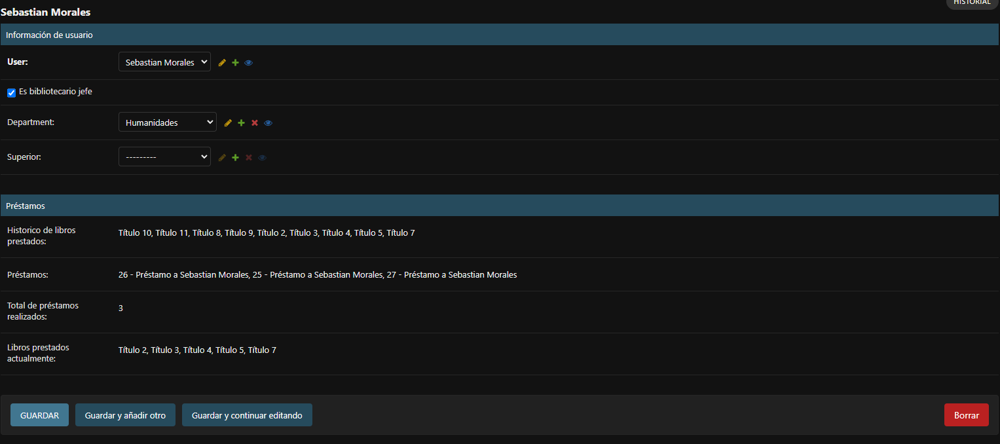 HISTORIAL
Sebastian Morales
Información de usuario
User: Sebastian Morales
Es bibliotecario jefe
Department: Humanidades
Superior: ---------
Préstamos
Historico de libros
prestados:
Título 10, Título 11, Título 8, Título 9, Título 2, Título 3, Título 4, Título 5, Título 7
Préstamos: 26 - Préstamo a Sebastian Morales, 25 - Préstamo a Sebastian Morales, 27 - Préstamo a Sebastian Morales
Total de préstamos
realizados:
3
Libros prestados
actualmente:
Título 2, Título 3, Título 4, Título 5, Título 7
GUARDAR Guardar y añadir otro Guardar y continuar editando Borrar